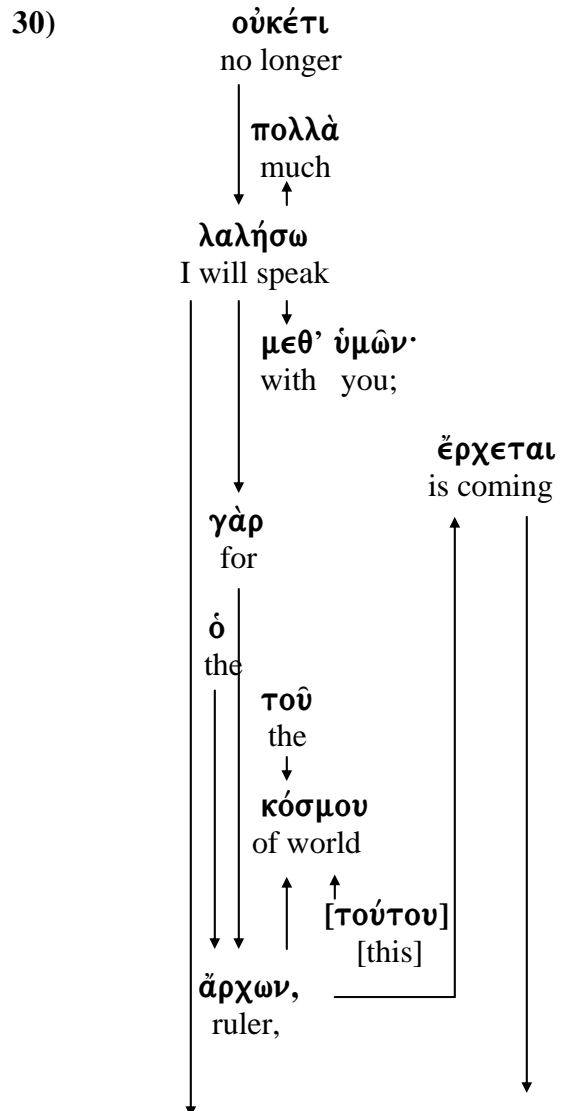 30) οὐκέτι
no longer
πολλὰ
much
λαλήσω
I will speak
μεθ’ ὑμῶν·
with you;
ἔρχεται
is coming
γὰρ
for
ὁ
the
τοῦ
the
κόσμου
of world
[τούτου]
[this]
ἄρχων,
ruler,